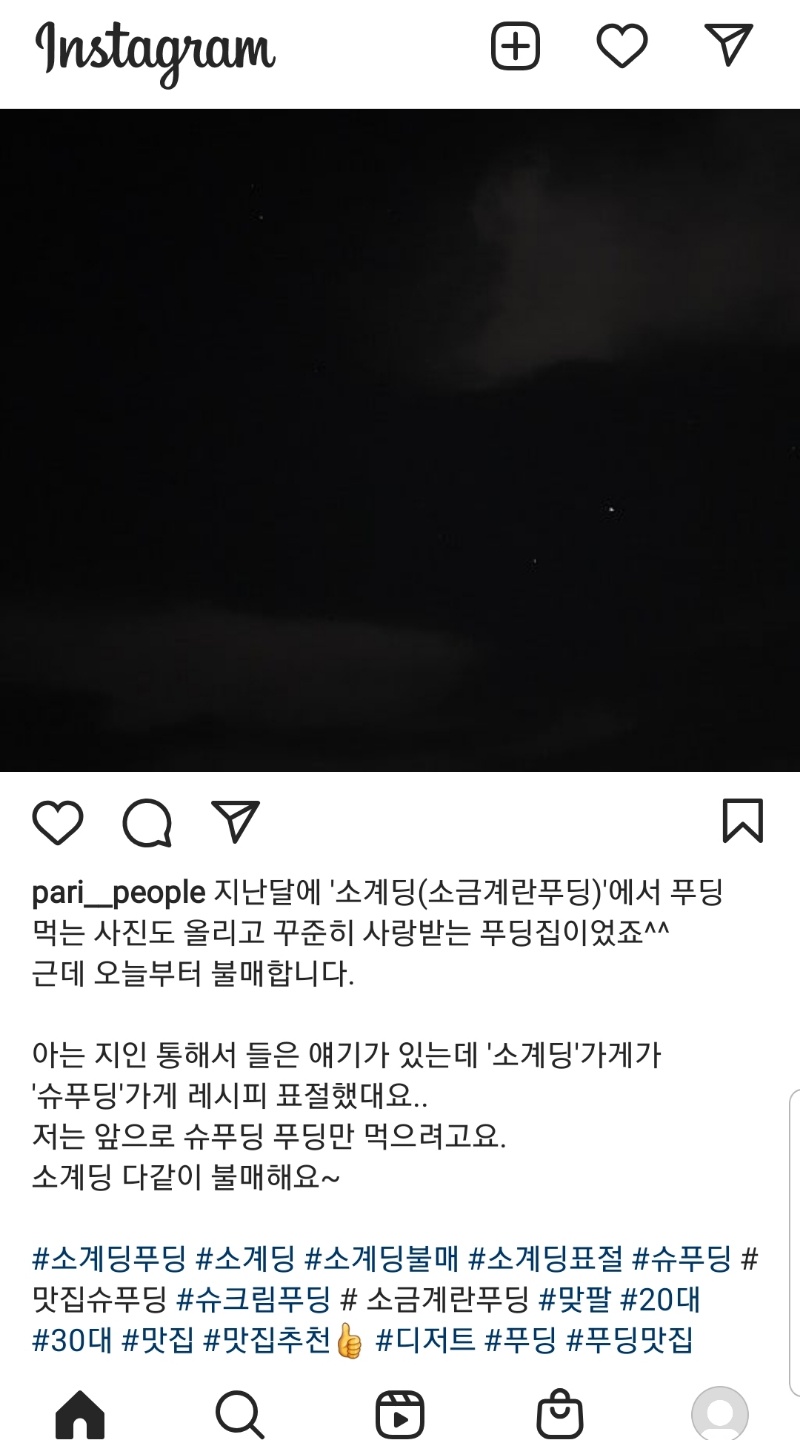 Instagram
pari__people 지난달에 '소계딩(소금계란푸딩)'에서 푸딩
먹는 사진도 올리고 꾸준히 사랑받는 푸딩집이었죠^^
근데 오늘부터 불매합니다.
아는 지인 통해서 들은 얘기가 있는데 '소계딩'가게가
'슈푸딩'가게 레시피 표절했대요..
저는 앞으로 슈푸딩 푸딩만 먹으려고요.
소계딩 다같이 불매해요~
#소계딩푸딩 #소계딩 #소계딩불매 #소계딩표절 #슈푸딩 #
맛집슈푸딩 #슈크림푸딩 # 소금계란푸딩 #맞팔 #20대
#30대 #맛집 #맛집추천👍 #디저트 #푸딩 #푸딩맛집